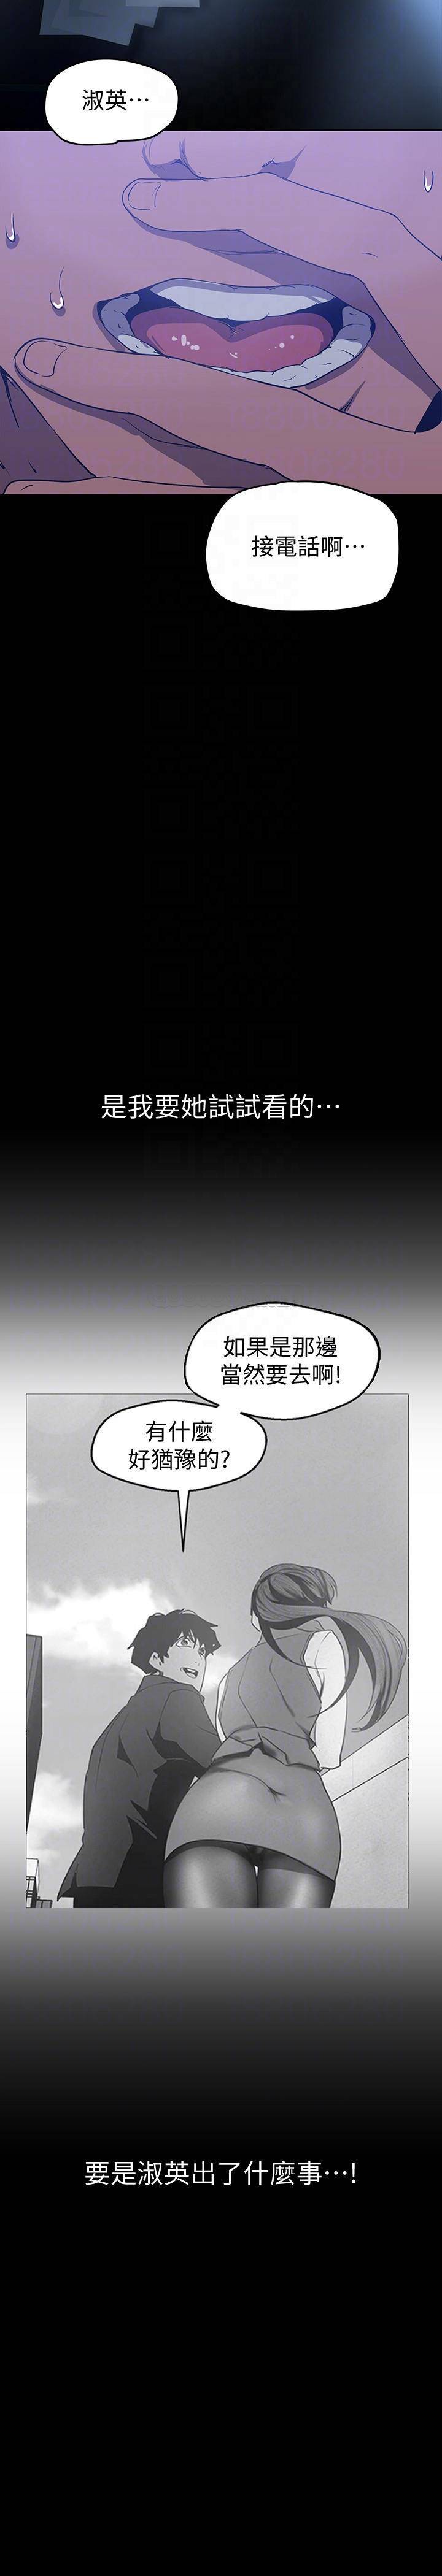 淑英⋯
接電話啊⋯
是我要她試試看的⋯
如果是那邊
當然要去啊!
有什麼
好猶豫的?
要是淑英出了什麼事⋯!